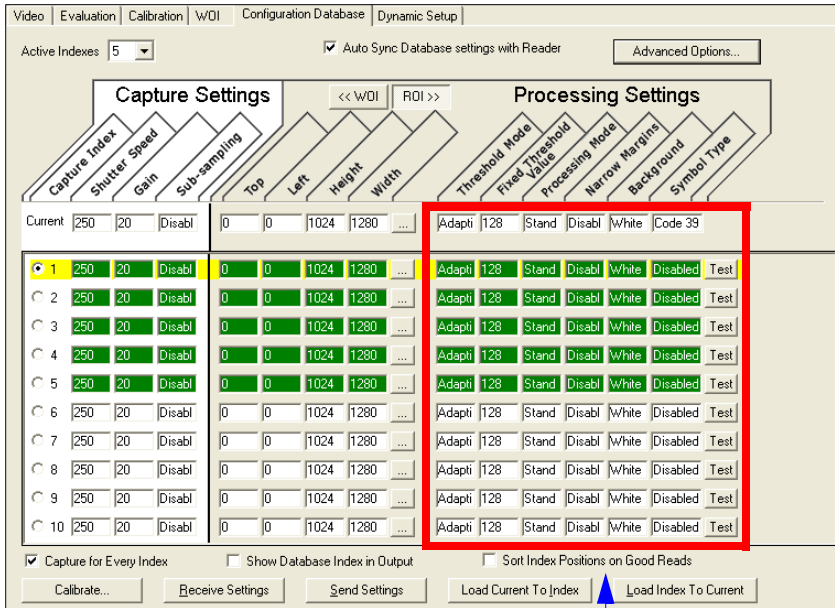 Video Evaluation Calibration WOI Configuration Database Dynamic Setup
Active Indexes 5 Auto Sync Database settings with Reader Advanced Options...
Capture Settings << WOI ROI >> Processing Settings
Capture Index Shutter Speed Gain Sub-sampling Top Left Height Width Threshold Mode Fixed Threshold Value Processing Mode Narrow Margins Background Symbol Type
Current 250 20 Disabl 0 0 1024 1280 ... Adapti 128 Stand Disabl White Code 39
1 250 20 Disabl 0 0 1024 1280 ... Adapti 128 Stand Disabl White Disabled Test
2 250 20 Disabl 0 0 1024 1280 ... Adapti 128 Stand Disabl White Disabled Test
3 250 20 Disabl 0 0 1024 1280 ... Adapti 128 Stand Disabl White Disabled Test
4 250 20 Disabl 0 0 1024 1280 ... Adapti 128 Stand Disabl White Disabled Test
5 250 20 Disabl 0 0 1024 1280 ... Adapti 128 Stand Disabl White Disabled Test
6 250 20 Disabl 0 0 1024 1280 ... Adapti 128 Stand Disabl White Disabled Test
7 250 20 Disabl 0 0 1024 1280 ... Adapti 128 Stand Disabl White Disabled Test
8 250 20 Disabl 0 0 1024 1280 ... Adapti 128 Stand Disabl White Disabled Test
9 250 20 Disabl 0 0 1024 1280 ... Adapti 128 Stand Disabl White Disabled Test
10 250 20 Disabl 0 0 1024 1280 ... Adapti 128 Stand Disabl White Disabled Test
Capture for Every Index Show Database Index in Output Sort Index Positions on Good Reads
Calibrate... Receive Settings Send Settings Load Current To Index Load Index To Current